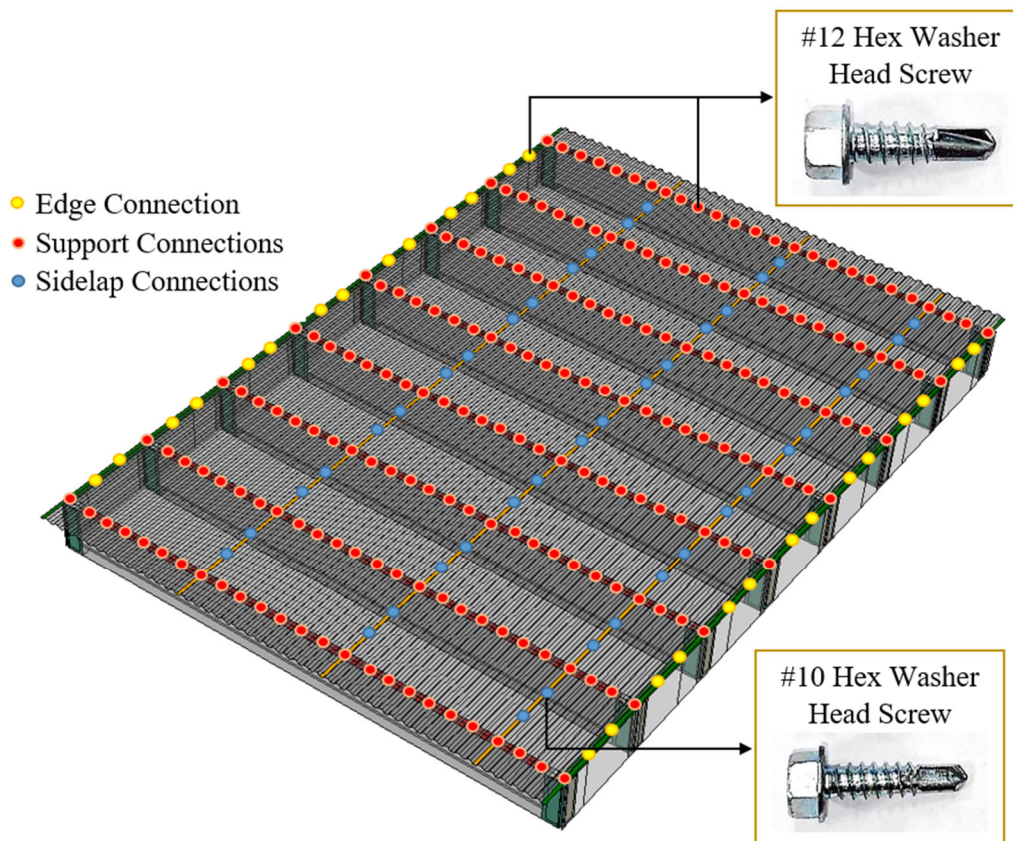 #12 Hex Washer
Head Screw
Edge Connection
Support Connections
Sidelap Connections
#10 Hex Washer
Head Screw